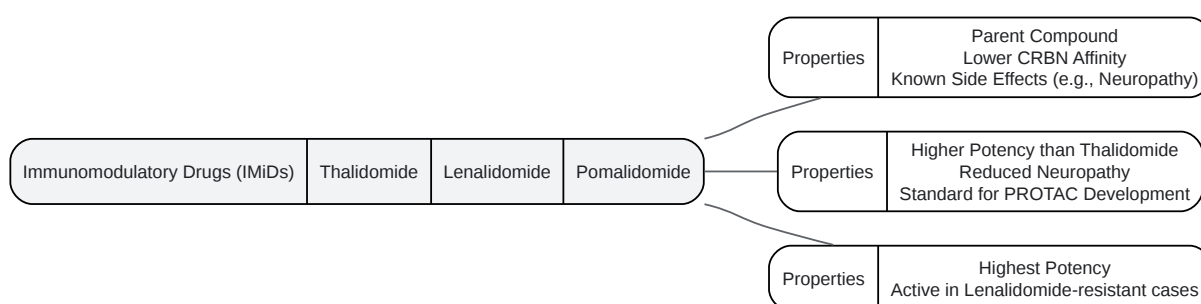 Immunomodulatory Drugs (IMiDs)
Thalidomide
Lenalidomide
Pomalidomide
Properties
Parent Compound
Lower CRBN Affinity
Known Side Effects (e.g., Neuropathy)
Properties
Higher Potency than Thalidomide
Reduced Neuropathy
Standard for PROTAC Development
Properties
Highest Potency
Active in Lenalidomide-resistant cases